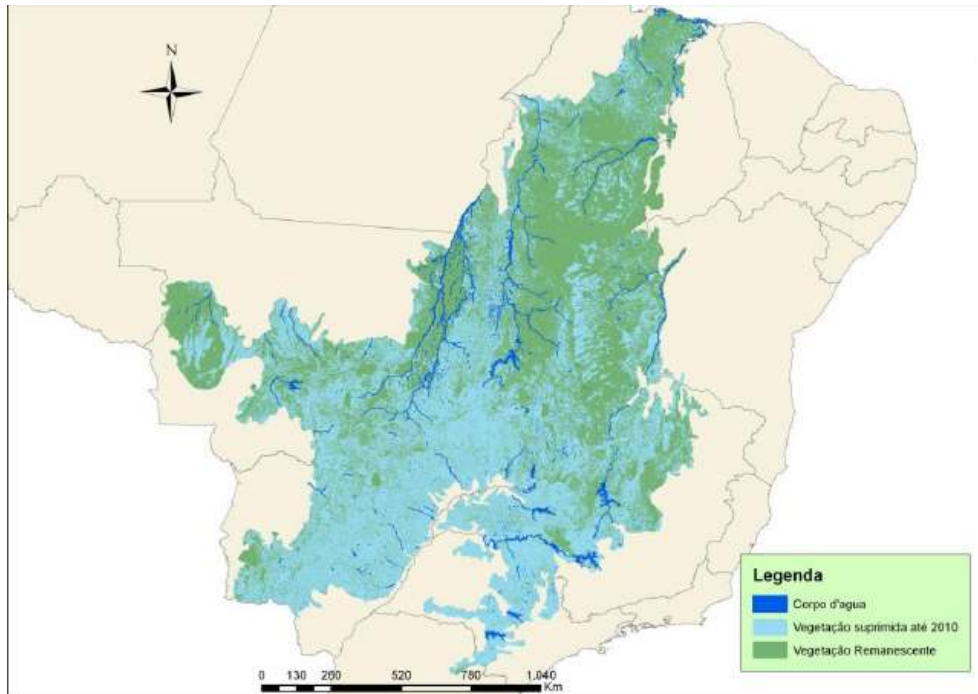 N
Legenda
Corpo d'agua
Vegetação suprimida até 2010
Vegetação Remanescente
0 130 260 520 780 1,040
Km